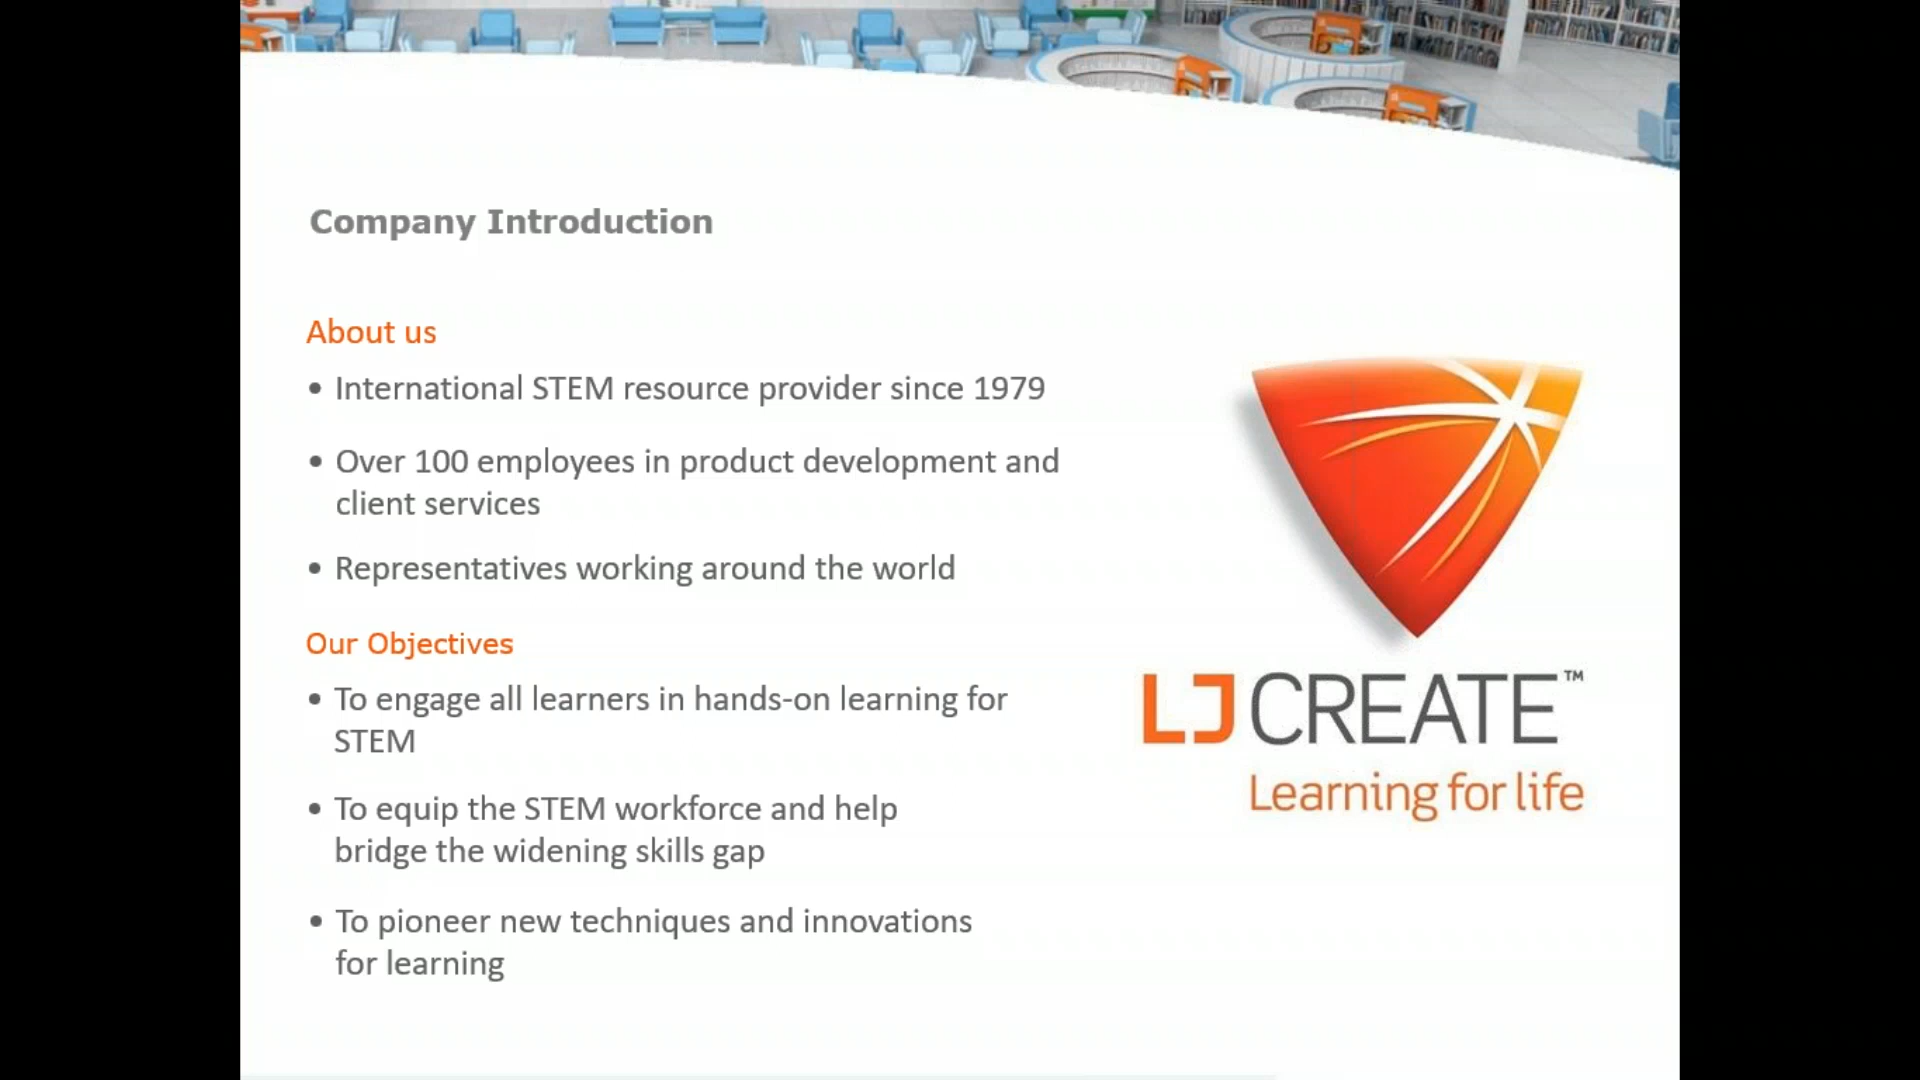 Company Introduction
About us
• International STEM resource provider since 1979
• Over 100 employees in product development and
client services
• Representatives working around the world
Our Objectives
• To engage all learners in hands-on learning for
STEM
• To equip the STEM workforce and help
bridge the widening skills gap
• To pioneer new techniques and innovations
for learning
LJ CREATE™
Learning for life